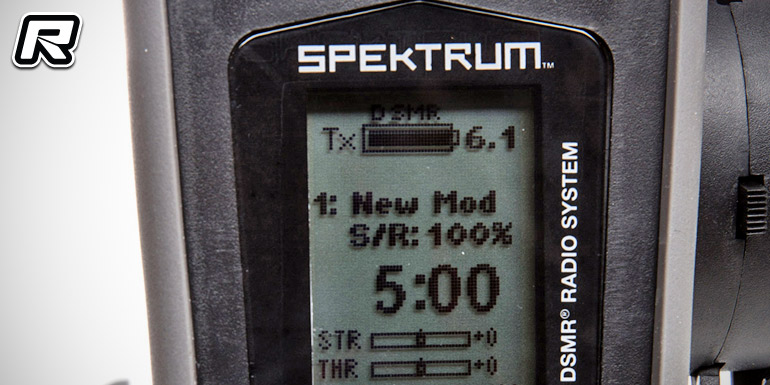 R
SPEKTRUM™
DSMR
Tx 6.1
1: New Mod
S/R: 100%
5:00
STR +0
THR +0
DSMR® RADIO SYSTEM